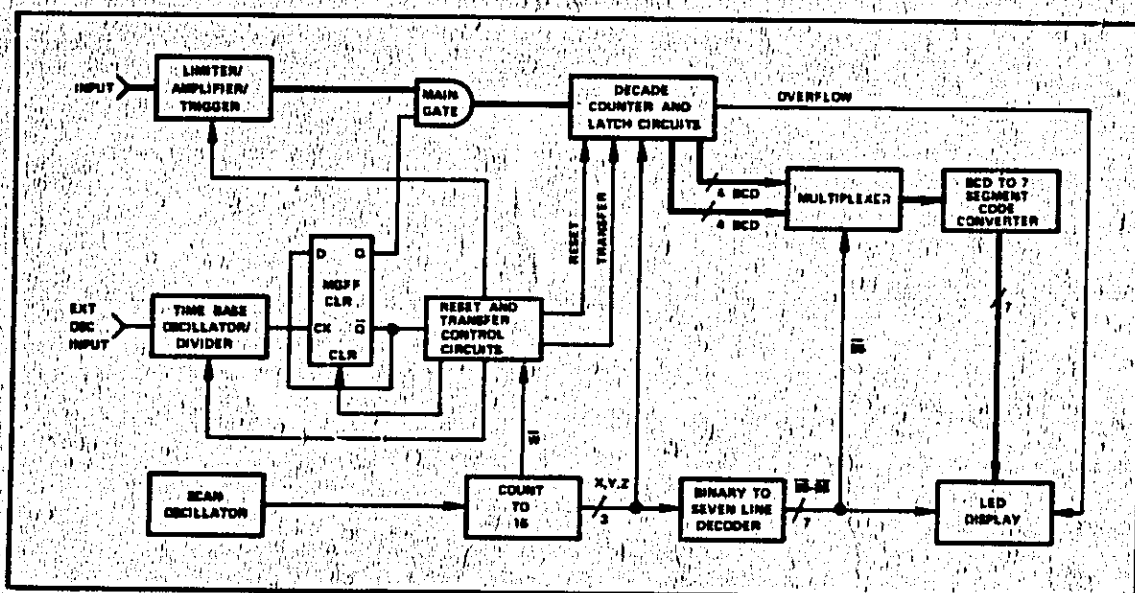 INPUT
LIMITER/
AMPLIFIER/
TRIGGER
MAIN
GATE
DECADE
COUNTER AND
LATCH CIRCUITS
OVERFLOW
4 BCD
4 BCD
MULTIPLEXER
BCD TO 7
SEGMENT
CODE
CONVERTER
RESET
TRANSFER
EXT
OSC
INPUT
TIME BASE
OSCILLATOR/
DIVIDER
D Q
MGFF
CLR
CK Q̅
CLR
RESET AND
TRANSFER
CONTROL
CIRCUITS
7
W̅
SCAN
OSCILLATOR
COUNT
TO
16
X,Y,Z
3
BINARY TO
SEVEN LINE
DECODER
7
LED
DISPLAY